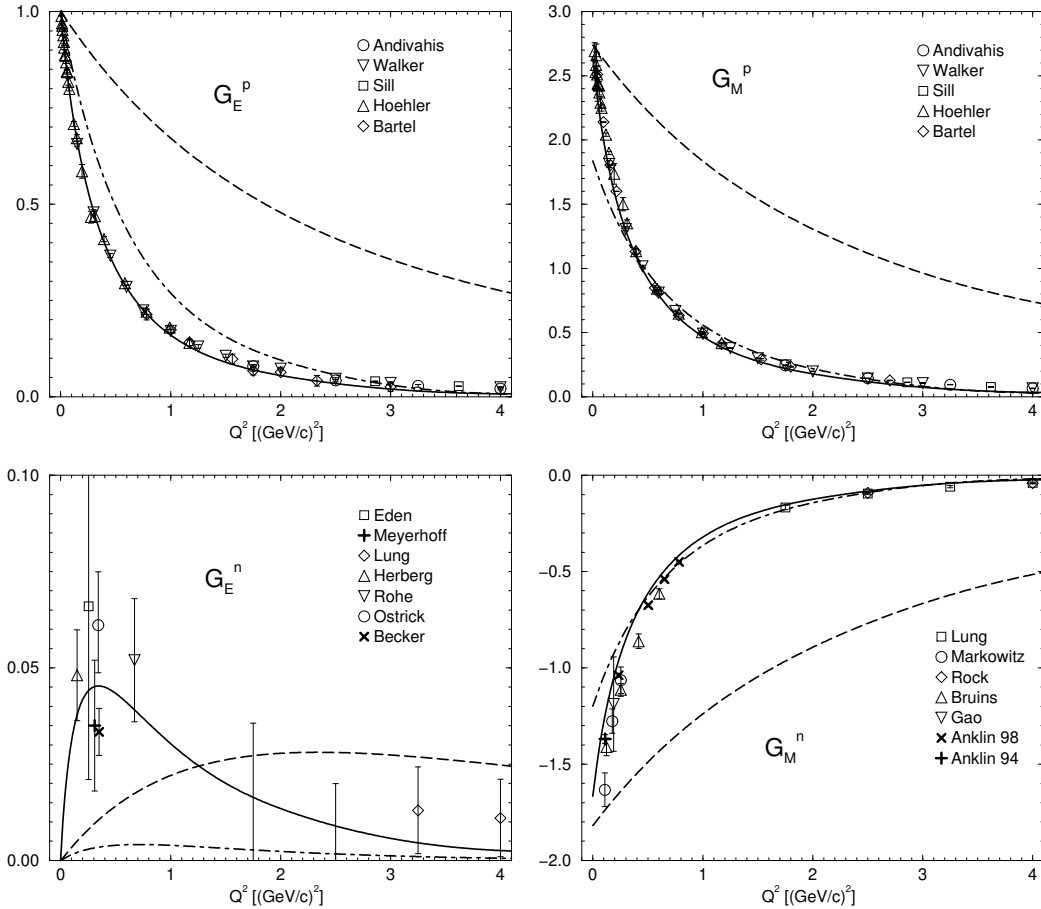 1.0
0.5
0.0
G_E^p
Andivahis
Walker
Sill
Hoehler
Bartel
0 1 2 3 4
Q^2 [(GeV/c)^2]
3.0
2.5
2.0
1.5
1.0
0.5
0.0
G_M^p
Andivahis
Walker
Sill
Hoehler
Bartel
0 1 2 3 4
Q^2 [(GeV/c)^2]
0.10
0.05
0.00
G_E^n
Eden
Meyerhoff
Lung
Herberg
Rohe
Ostrick
Becker
0 1 2 3 4
Q^2 [(GeV/c)^2]
0.0
−0.5
−1.0
−1.5
−2.0
Lung
Markowitz
Rock
Bruins
Gao
Anklin 98
Anklin 94
G_M^n
0 1 2 3 4
Q^2 [(GeV/c)^2]